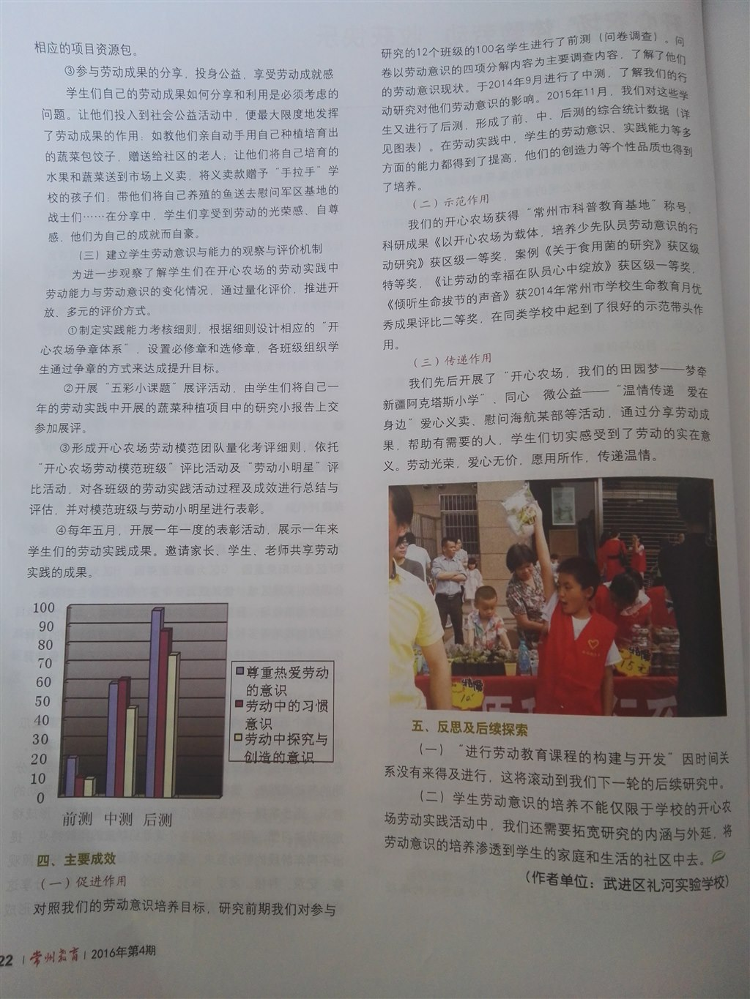 相应的项目资源包。
③参与劳动成果的分享，投身公益，享受劳动成就感
学生们自己的劳动成果如何分享和利用是必须考虑的
问题。让他们投入到社会公益活动中，便最大限度地发挥
了劳动成果的作用：如教他们亲自动手用自己种植培育出
的蔬菜包饺子，赠送给社区的老人；让他们将自己培育的
水果和蔬菜送到市场上义卖，将义卖款赠予“手拉手”学
校的孩子们；带他们将自己养殖的鱼送去慰问军区基地的
战士们……在分享中，学生们享受到劳动的光荣感、自尊
感，他们为自己的成就而自豪。
（三）建立学生劳动意识与能力的观察与评价机制
为进一步观察了解学生们在开心农场的劳动实践中
劳动能力与劳动意识的变化情况，通过量化评价，推进开
放、多元的评价方式。
①制定实践能力考核细则，根据细则设计相应的“开
心农场争章体系”，设置必修章和选修章，各班级组织学
生通过争章的方式来达成提升目标。
②开展“五彩小课题”展评活动，由学生们将自己一
年的劳动实践中开展的蔬菜种植项目中的研究小报告上交
参加展评。
③形成开心农场劳动模范团队量化考评细则，依托
“开心农场劳动模范班级”评比活动及“劳动小明星”评
比活动，对各班级的劳动实践活动过程及成效进行总结与
评估，并对模范班级与劳动小明星进行表彰。
④每年五月，开展一年一度的表彰活动，展示一年来
学生们的劳动实践成果。邀请家长、学生、老师共享劳动
实践的成果。
100
90
80
70
60
50
40
30
20
10
0
前测 中测 后测
尊重热爱劳动
的意识
劳动中的习惯
意识
劳动中探究与
创造的意识
四、主要成效
（一）促进作用
对照我们的劳动意识培养目标，研究前期我们对参与
研究的12个班级的100名学生进行了前测（问卷调查）。问
卷以劳动意识的四项分解内容为主要调查内容，了解了他们
的劳动意识现状。于2014年9月进行了中测，了解我们的行
动研究对他们劳动意识的影响。2015年11月，我们对这些学
生又进行了后测，形成了前、中、后测的综合统计数据（详
见图表）。在劳动实践中，学生的劳动意识、实践能力等多
方面的能力都得到了提高，他们的创造力等个性品质也得到
了培养。
（二）示范作用
我们的开心农场获得“常州市科普教育基地”称号，
科研成果《以开心农场为载体，培养少先队员劳动意识的行
动研究》获区级一等奖，案例《关于食用菌的研究》获区级
特等奖，《让劳动的幸福在队员心中绽放》获区级一等奖，
《倾听生命拔节的声音》获2014年常州市学校生命教育月优
秀成果评比二等奖，在同类学校中起到了很好的示范带头作
用。
（三）传递作用
我们先后开展了“开心农场，我们的田园梦——梦牵
新疆阿克塔斯小学”、同心 微公益——“温情传递 爱在
身边”爱心义卖、慰问海航某部等活动，通过分享劳动成
果，帮助有需要的人，学生们切实感受到了劳动的实在意
义。劳动光荣，爱心无价，愿用所作，传递温情。
15元
五、反思及后续探索
（一）“进行劳动教育课程的构建与开发”因时间关
系没有来得及进行，这将滚动到我们下一轮的后续研究中。
（二）学生劳动意识的培养不能仅限于学校的开心农
场劳动实践活动中，我们还需要拓宽研究的内涵与外延，将
劳动意识的培养渗透到学生的家庭和生活的社区中去。
（作者单位：武进区礼河实验学校）
22 | 常州教育 | 2016年第4期